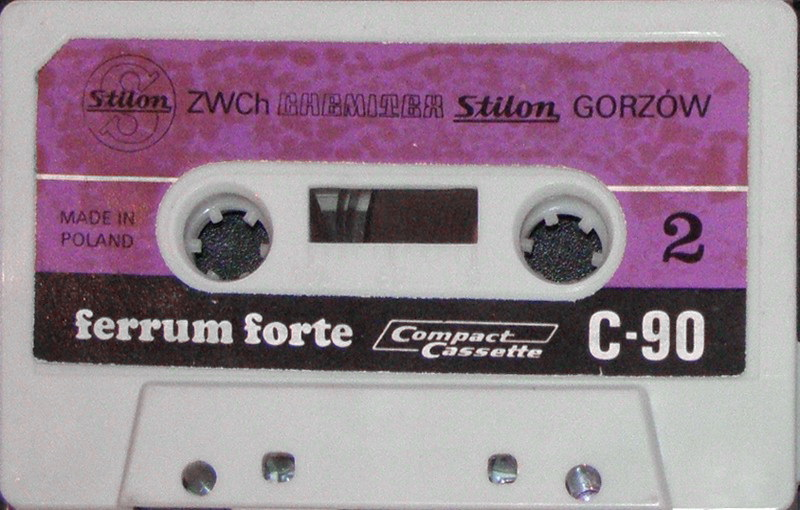 Stilon ZWCh CHEMITEX Stilon GORZÓW
MADE IN
POLAND
2
ferrum forte
Compact
Cassette
C-90